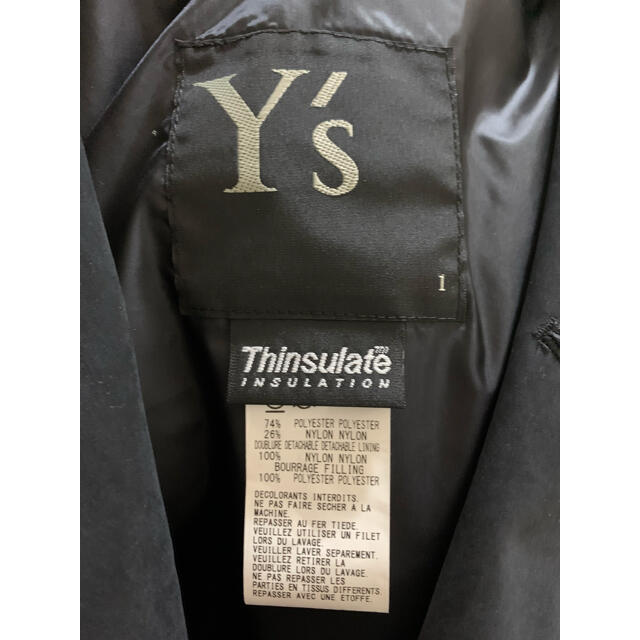 Y's
1
Thinsulate TM
INSULATION
74% POLYESTER POLYESTER
26% NYLON NYLON
DOUBLURE DETACHABLE DETACHABLE LINING
100% NYLON NYLON
BOURRAGE FILLING
100% POLYESTER POLYESTER
DECOLORANTS INTERDITS.
NE PAS FAIRE SECHER A LA
MACHINE.
REPASSER AU FER TIEDE.
VEUILLEZ UTILISER UN FILET
LORS DU LAVAGE.
VEUILLER LAVER SEPAREMENT.
VEUILLEZ RETIRER LA
DOUBLURE LORS DU LAVAGE.
NE PAS REPASSER LES
PARTIES EN TISSUS DIFFERENTS.
REPASSER AVEC UNE ETOFFE.